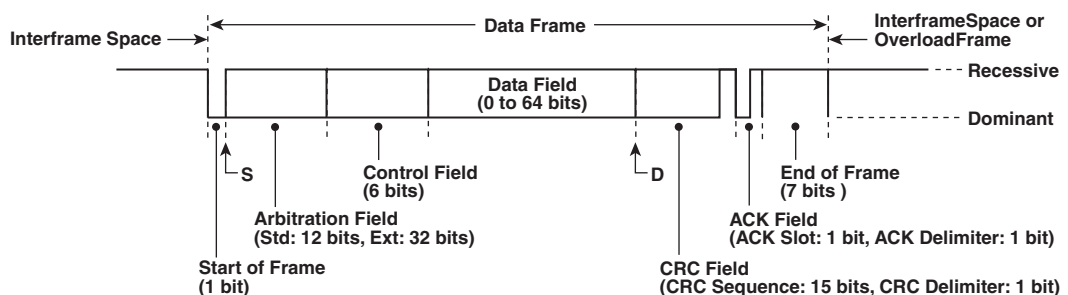 Interframe Space
Data Frame
InterframeSpace or
OverloadFrame
Recessive
Data Field
(0 to 64 bits)
Dominant
S
Control Field
(6 bits)
D
End of Frame
(7 bits )
Arbitration Field
(Std: 12 bits, Ext: 32 bits)
ACK Field
(ACK Slot: 1 bit, ACK Delimiter: 1 bit)
Start of Frame
(1 bit)
CRC Field
(CRC Sequence: 15 bits, CRC Delimiter: 1 bit)